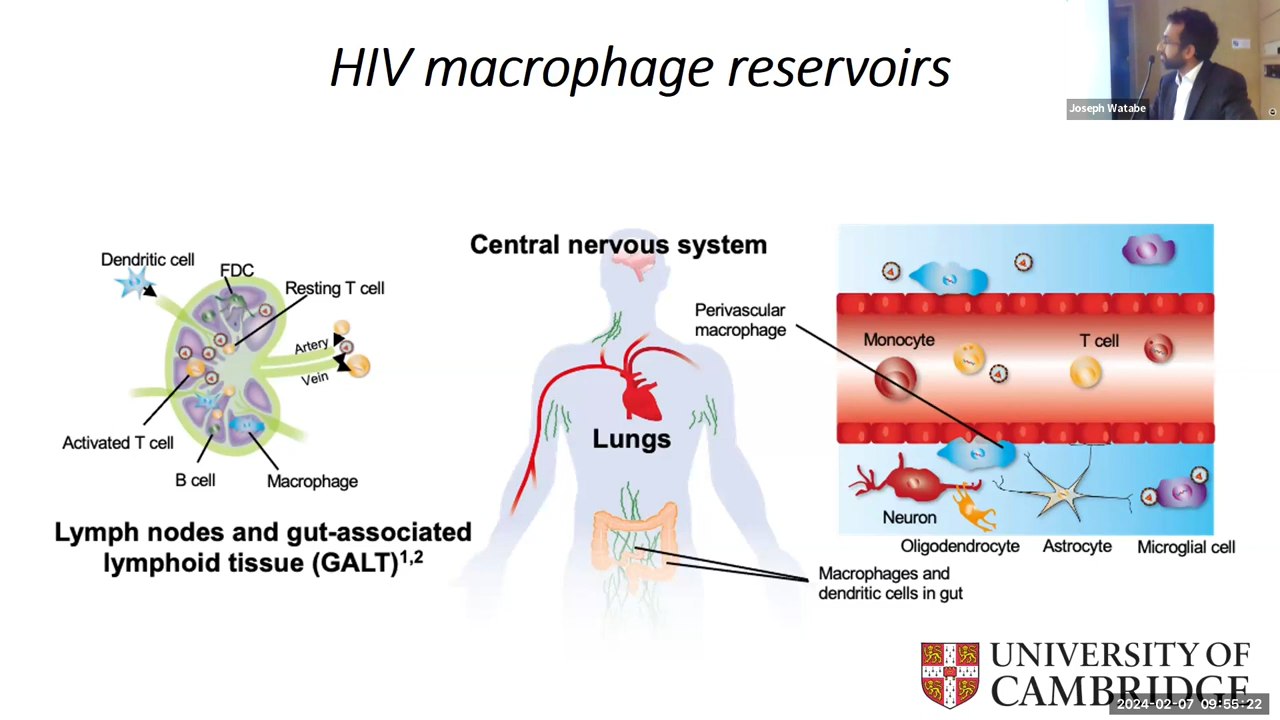 HIV macrophage reservoirs
Joseph Watabe
Dendritic cell
FDC
Resting T cell
Artery
Vein
Activated T cell
B cell
Macrophage
Lymph nodes and gut-associated
lymphoid tissue (GALT)1,2
Central nervous system
Lungs
Perivascular
macrophage
Monocyte
T cell
Neuron
Oligodendrocyte
Astrocyte
Microglial cell
Macrophages and
dendritic cells in gut
UNIVERSITY OF
CAMBRIDGE
2024-02-07 09:55:22